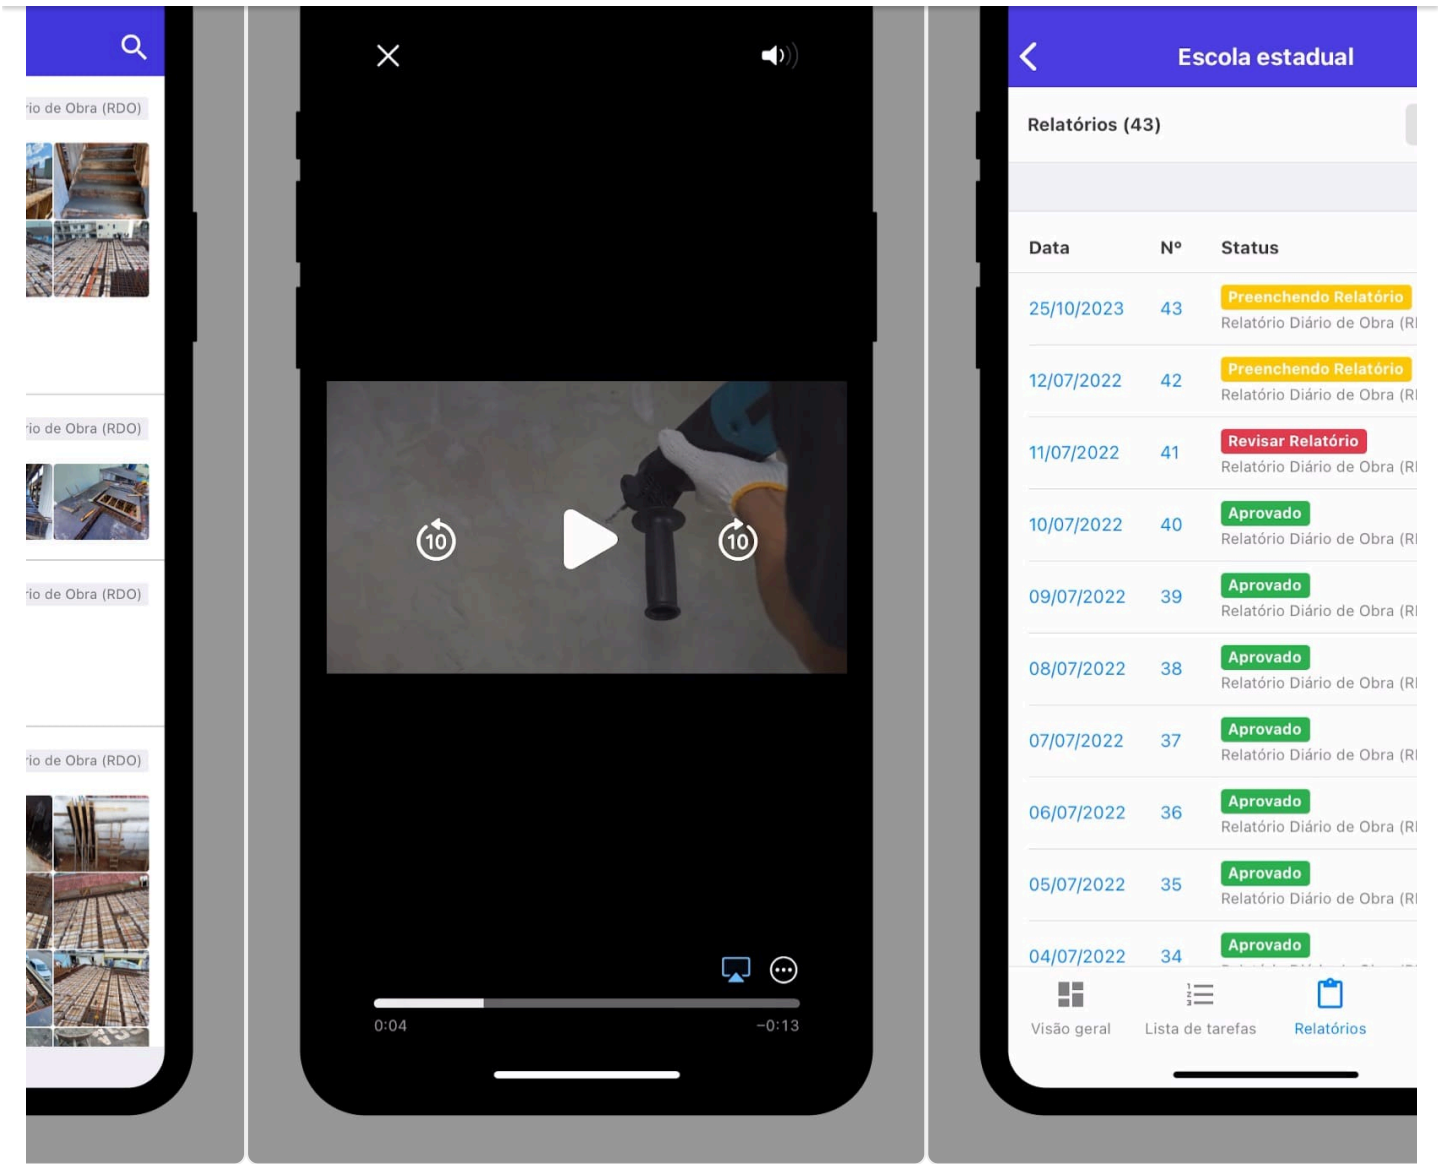 io de Obra (RDO)
io de Obra (RDO)
io de Obra (RDO)
io de Obra (RDO)
10
10
0:04
−0:13
Escola estadual
Relatórios (43)
Data Nº Status
25/10/2023 43 Preenchendo Relatório
Relatório Diário de Obra (R
12/07/2022 42 Preenchendo Relatório
Relatório Diário de Obra (R
11/07/2022 41 Revisar Relatório
Relatório Diário de Obra (R
10/07/2022 40 Aprovado
Relatório Diário de Obra (R
09/07/2022 39 Aprovado
Relatório Diário de Obra (R
08/07/2022 38 Aprovado
Relatório Diário de Obra (R
07/07/2022 37 Aprovado
Relatório Diário de Obra (R
06/07/2022 36 Aprovado
Relatório Diário de Obra (R
05/07/2022 35 Aprovado
Relatório Diário de Obra (R
04/07/2022 34 Aprovado
Visão geral Lista de tarefas Relatórios